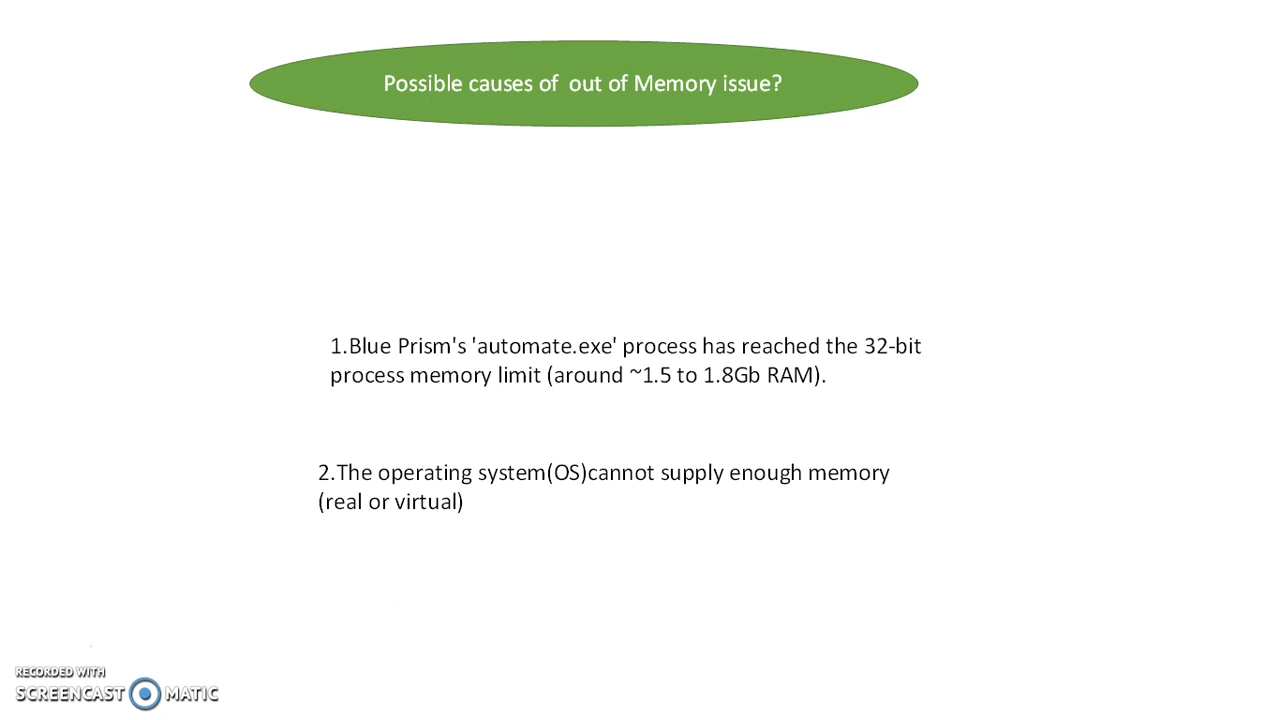 Possible causes of  out of Memory issue?
1.Blue Prism's 'automate.exe' process has reached the 32-bit
process memory limit (around ~1.5 to 1.8Gb RAM).
2.The operating system(OS)cannot supply enough memory
(real or virtual)
RECORDED WITH
SCREENCAST MATIC